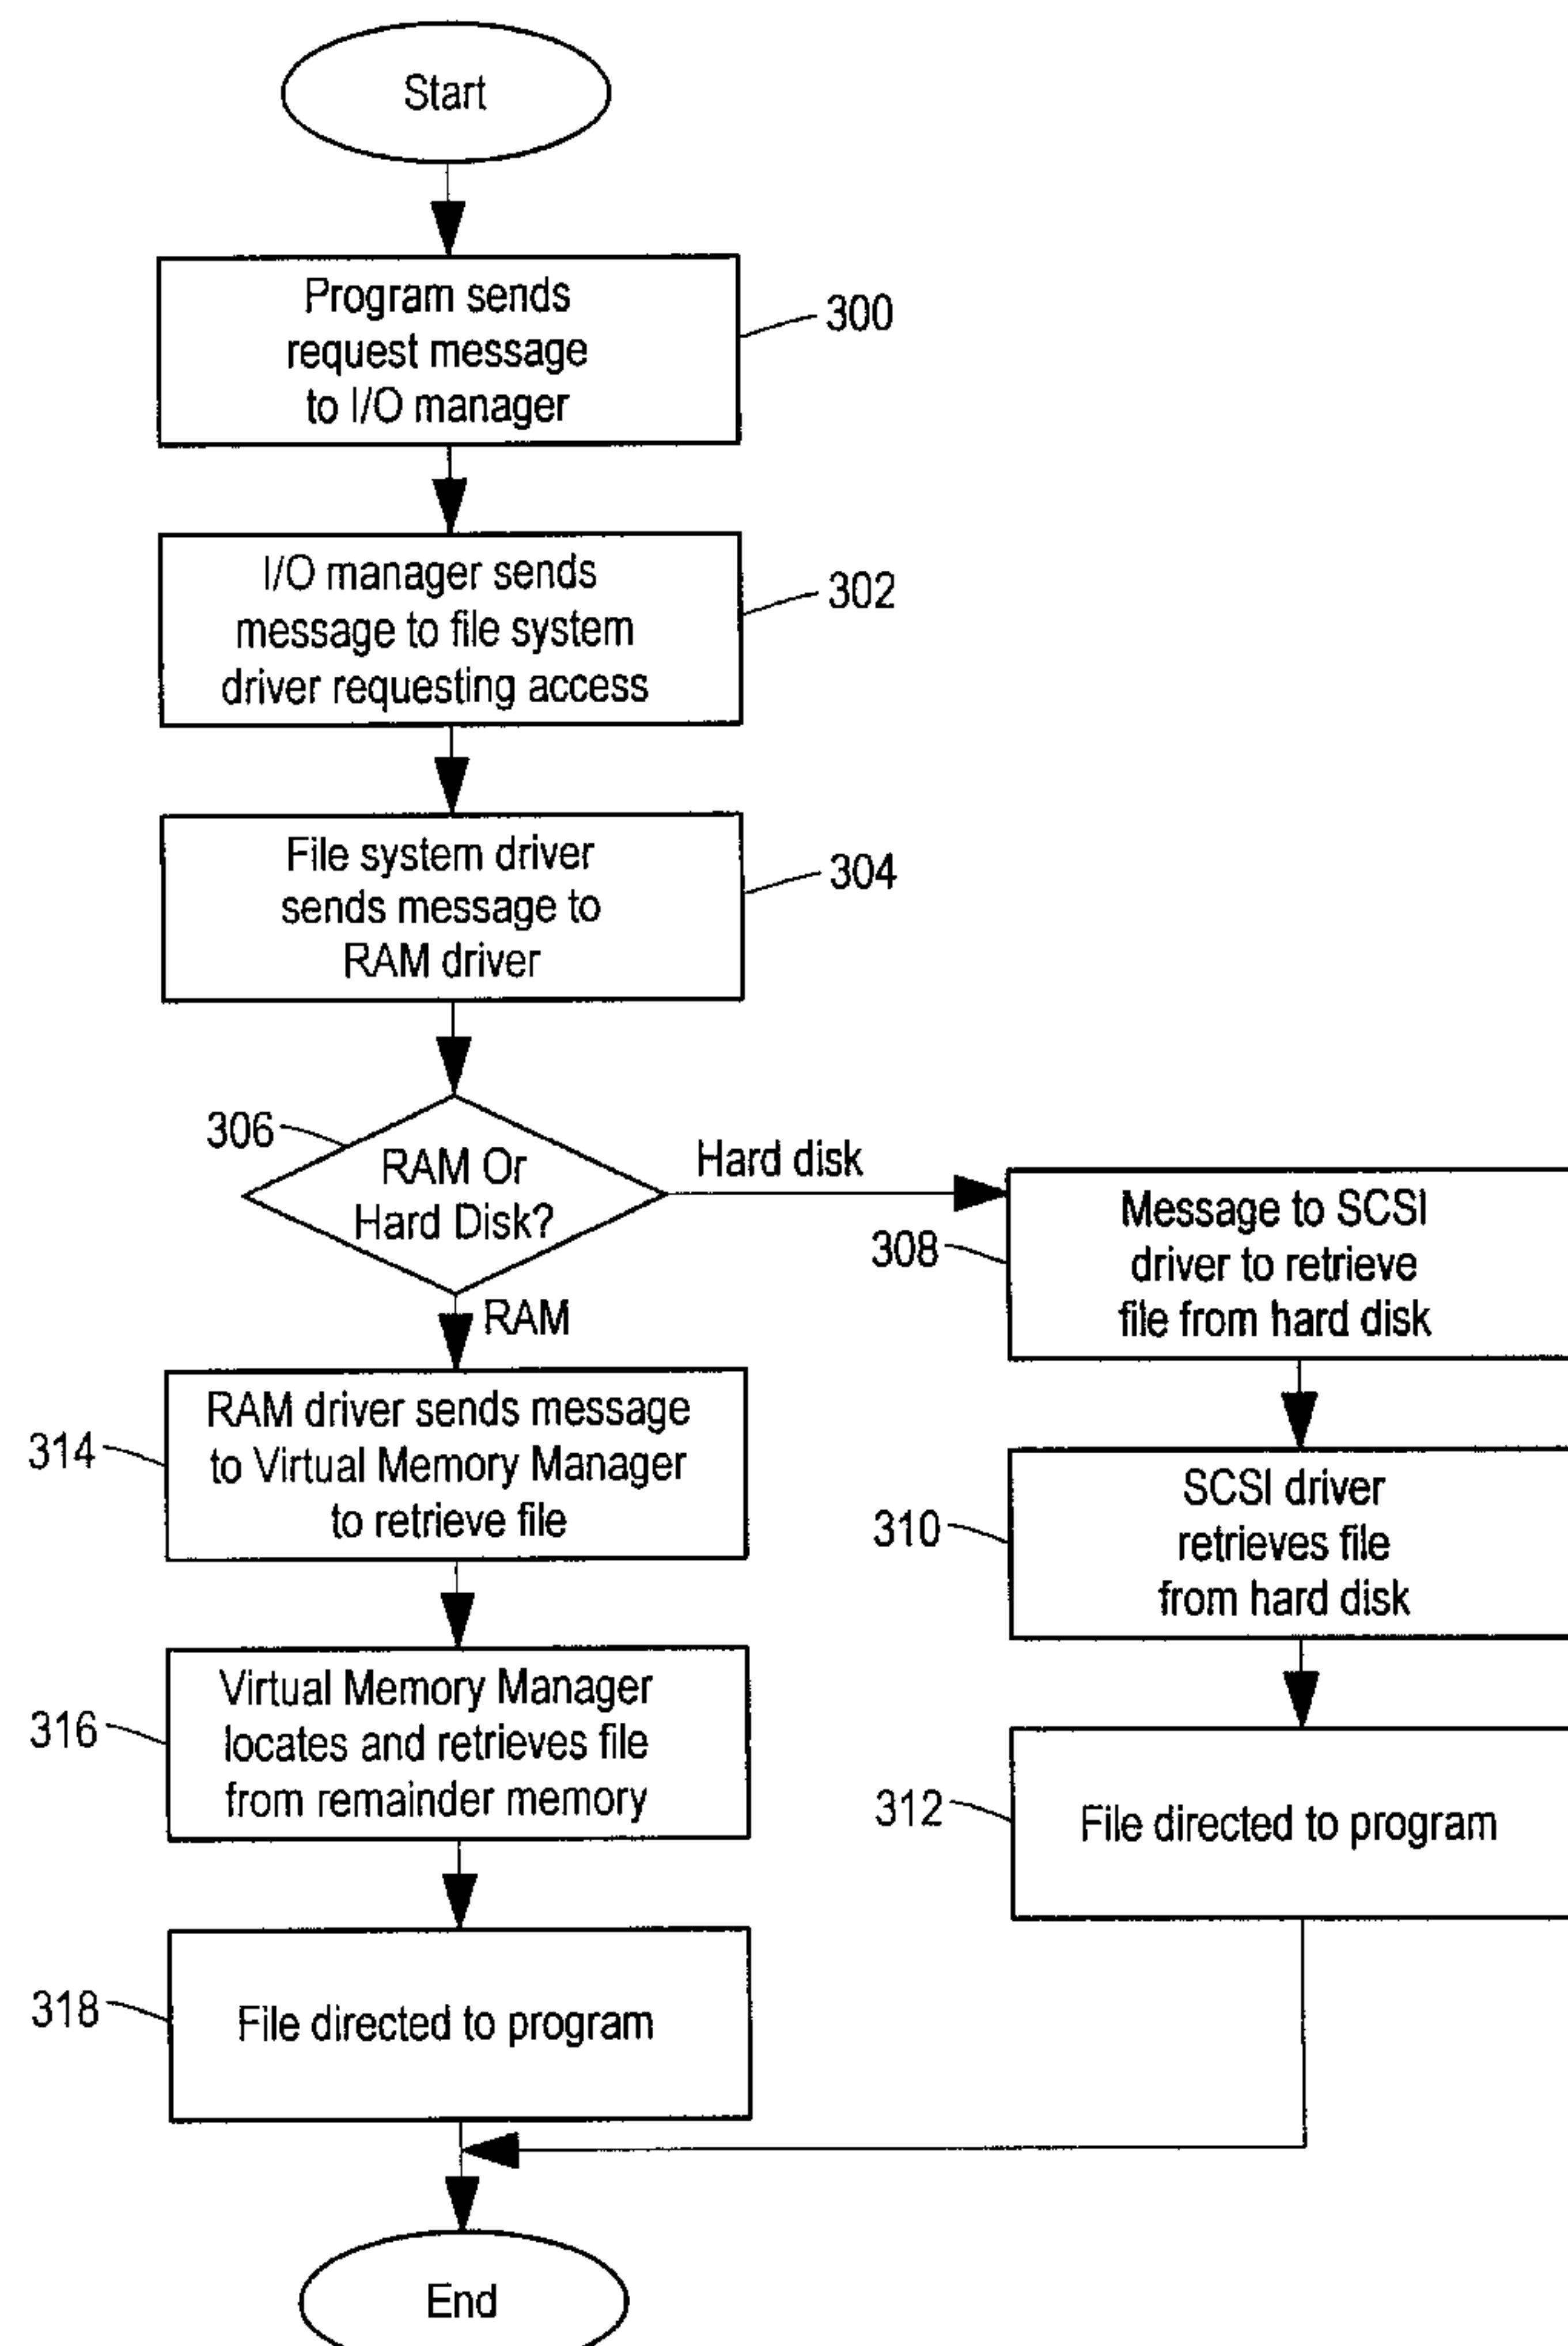 Start
Program sends
request message
to I/O manager
300
I/O manager sends
message to file system
driver requesting access
302
File system driver
sends message to
RAM driver
304
306
RAM Or
Hard Disk?
Hard disk
RAM
308
Message to SCSI
driver to retrieve
file from hard disk
314
RAM driver sends message
to Virtual Memory Manager
to retrieve file
310
SCSI driver
retrieves file
from hard disk
316
Virtual Memory Manager
locates and retrieves file
from remainder memory
312
File directed to program
318
File directed to program
End